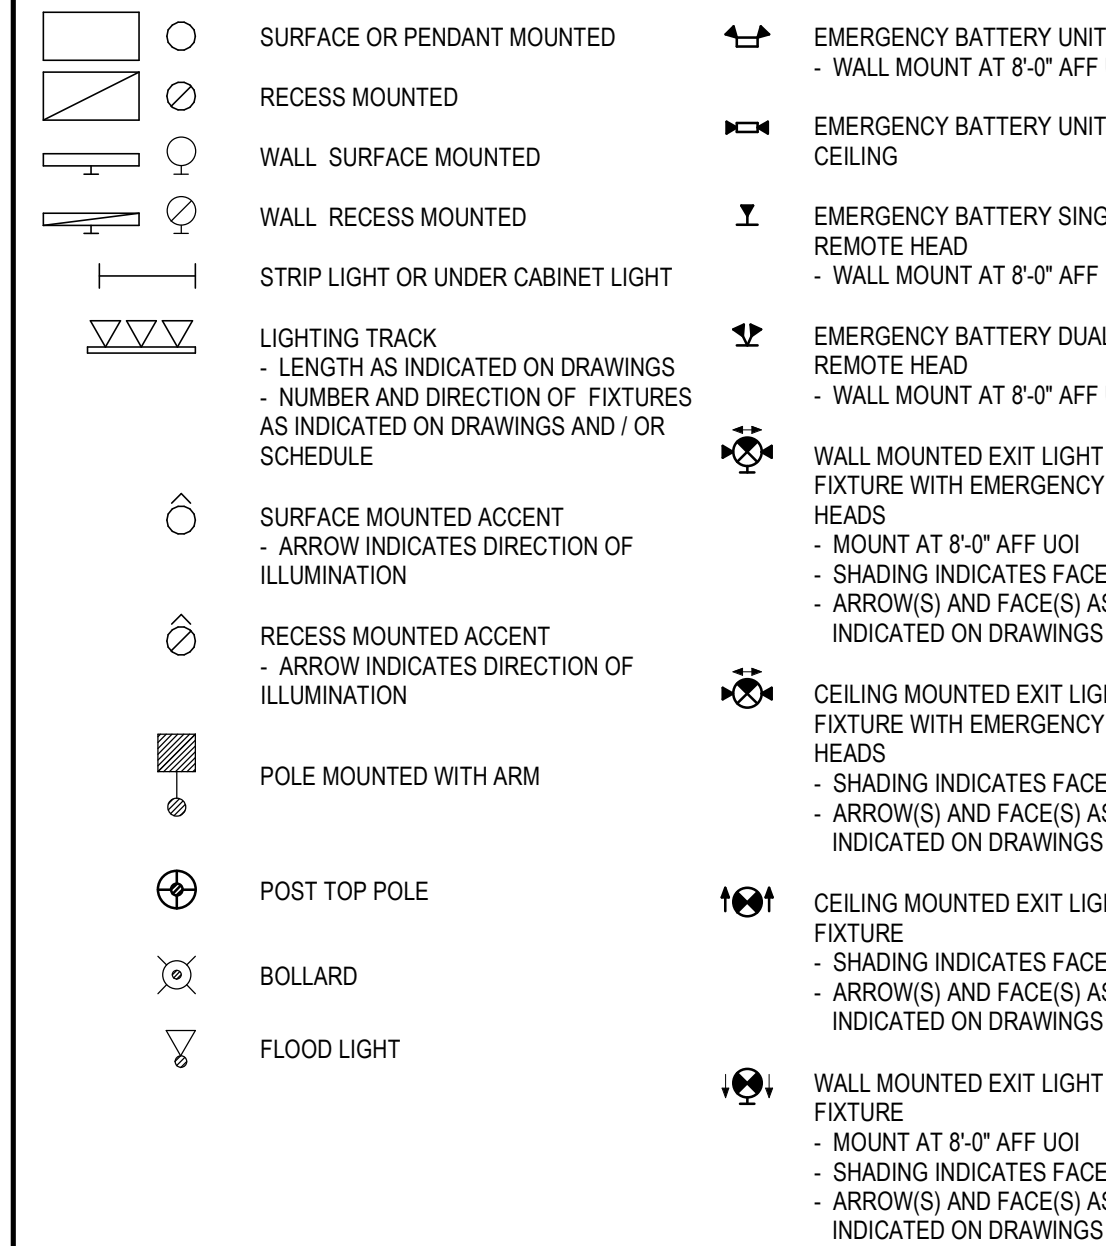 SURFACE OR PENDANT MOUNTED
RECESS MOUNTED
WALL SURFACE MOUNTED
WALL RECESS MOUNTED
STRIP LIGHT OR UNDER CABINET LIGHT
LIGHTING TRACK
- LENGTH AS INDICATED ON DRAWINGS
- NUMBER AND DIRECTION OF FIXTURES
AS INDICATED ON DRAWINGS AND / OR
SCHEDULE
SURFACE MOUNTED ACCENT
- ARROW INDICATES DIRECTION OF
ILLUMINATION
RECESS MOUNTED ACCENT
- ARROW INDICATES DIRECTION OF
ILLUMINATION
POLE MOUNTED WITH ARM
POST TOP POLE
BOLLARD
FLOOD LIGHT
EMERGENCY BATTERY UNIT
- WALL MOUNT AT 8'-0" AFF
EMERGENCY BATTERY UNIT
CEILING
EMERGENCY BATTERY
REMOTE HEAD
- WALL MOUNT AT 8'-0" AFF
EMERGENCY BATTERY DUAL
REMOTE HEAD
- WALL MOUNT AT 8'-0" AFF
WALL MOUNTED EXIT LIGHT
FIXTURE WITH EMERGENCY
HEADS
- MOUNT AT 8'-0" AFF UOI
- SHADING INDICATES FACE
- ARROW(S) AND FACE(S)
INDICATED ON DRAWINGS
CEILING MOUNTED EXIT
FIXTURE WITH EMERGENCY
HEADS
- SHADING INDICATES FACE
- ARROW(S) AND FACE(S)
INDICATED ON DRAWINGS
CEILING MOUNTED EXIT
FIXTURE
- SHADING INDICATES FACE
- ARROW(S) AND FACE(S)
INDICATED ON DRAWINGS
WALL MOUNTED EXIT LIGHT
FIXTURE
- MOUNT AT 8'-0" AFF UOI
- SHADING INDICATES FACE
- ARROW(S) AND FACE(S)
INDICATED ON DRAWINGS